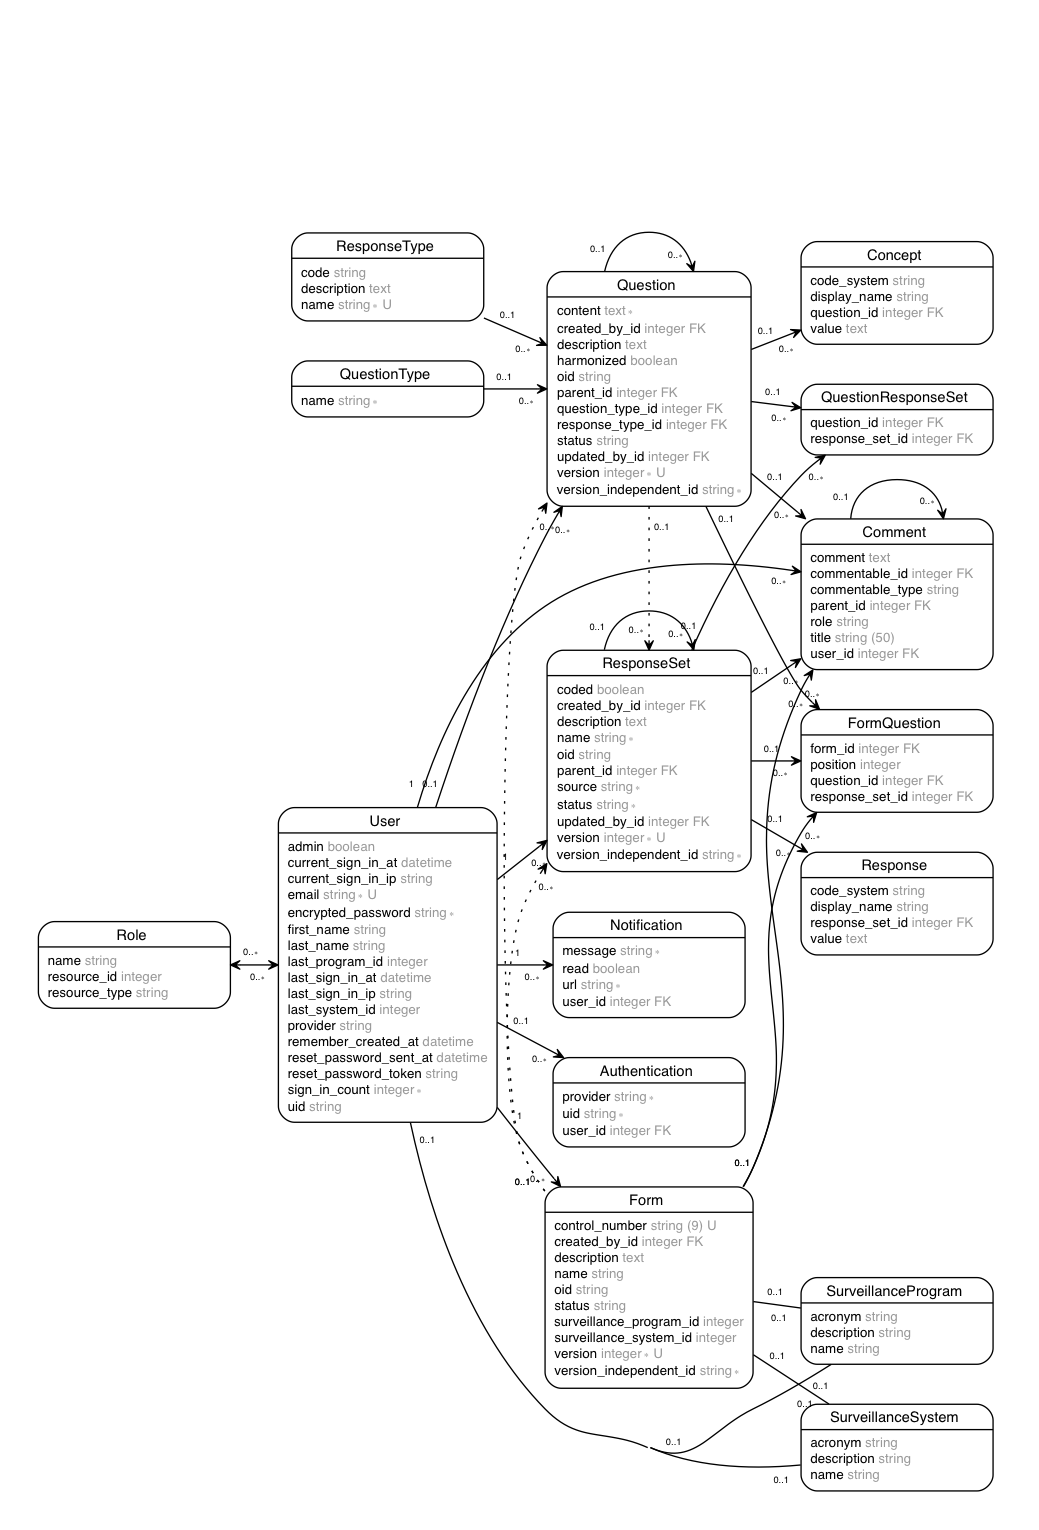 ResponseType
code string
description text
name string∗ U
QuestionType
name string∗
Question
content text∗
created_by_id integer FK
description text
harmonized boolean
oid string
parent_id integer FK
question_type_id integer FK
response_type_id integer FK
status string
updated_by_id integer FK
version integer∗ U
version_independent_id string∗
Concept
code_system string
display_name string
question_id integer FK
value text
QuestionResponseSet
question_id integer FK
response_set_id integer FK
Comment
comment text
commentable_id integer FK
commentable_type string
parent_id integer FK
role string
title string (50)
user_id integer FK
ResponseSet
coded boolean
created_by_id integer FK
description text
name string∗
oid string
parent_id integer FK
source string∗
status string∗
updated_by_id integer FK
version integer∗ U
version_independent_id string∗
FormQuestion
form_id integer FK
position integer
question_id integer FK
response_set_id integer FK
Response
code_system string
display_name string
response_set_id integer FK
value text
User
admin boolean
current_sign_in_at datetime
current_sign_in_ip string
email string∗ U
encrypted_password string∗
first_name string
last_name string
last_program_id integer
last_sign_in_at datetime
last_sign_in_ip string
last_system_id integer
provider string
remember_created_at datetime
reset_password_sent_at datetime
reset_password_token string
sign_in_count integer∗
uid string
Role
name string
resource_id integer
resource_type string
Notification
message string∗
read boolean
url string∗
user_id integer FK
Authentication
provider string∗
uid string∗
user_id integer FK
Form
control_number string (9) U
created_by_id integer FK
description text
name string
oid string
status string
surveillance_program_id integer
surveillance_system_id integer
version integer∗ U
version_independent_id string∗
SurveillanceProgram
acronym string
description string
name string
SurveillanceSystem
acronym string
description string
name string
0..1
0..∗
0..1
0..∗
0..1
0..∗
0..1
0..∗
0..1
0..∗
0..1
0..∗
0..1
0..∗
0..1
0..∗
0..1
0..∗
0..1
0..∗
0..1
0..∗
0..1
0..∗
0..1
0..∗
1
0..∗
0..1
0..∗
1
0..∗
0..1
0..∗
0..∗
0..∗
0..1
0..1
0..1
0..1
0..1
0..1
0..1